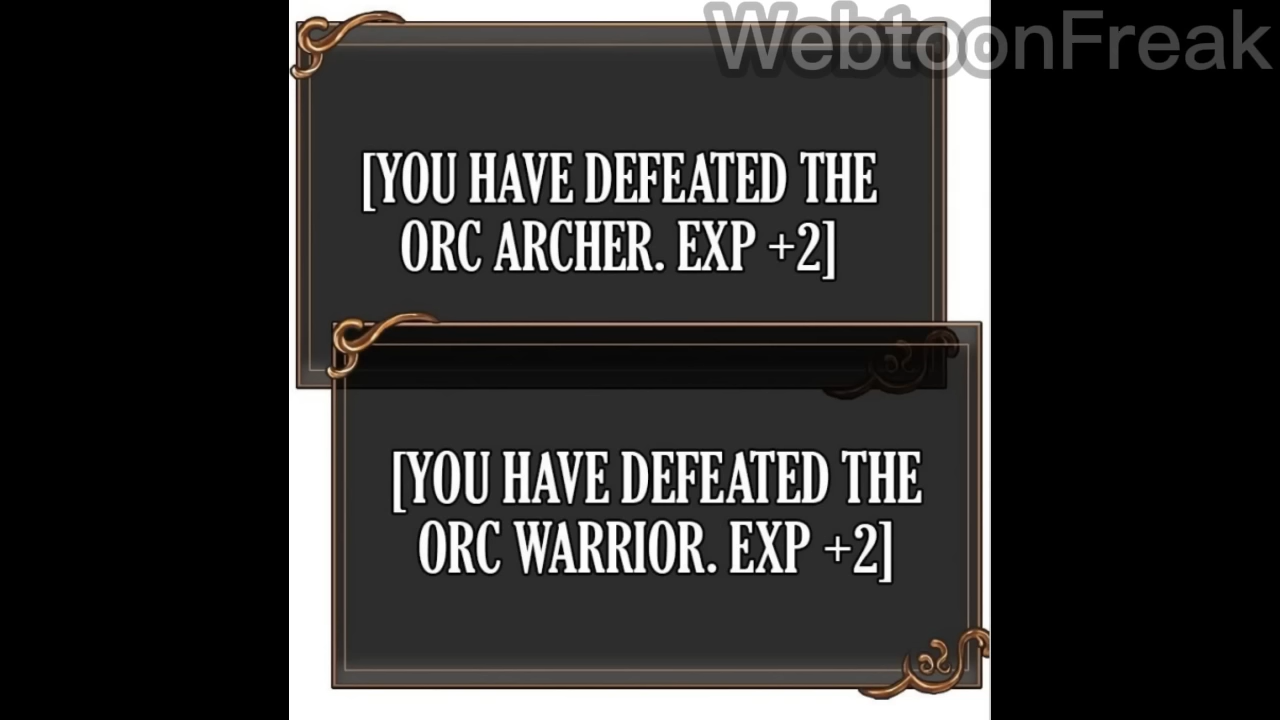 WebtoonFreak
[YOU HAVE DEFEATED THE
ORC ARCHER. EXP +2]
[YOU HAVE DEFEATED THE
ORC WARRIOR. EXP +2]